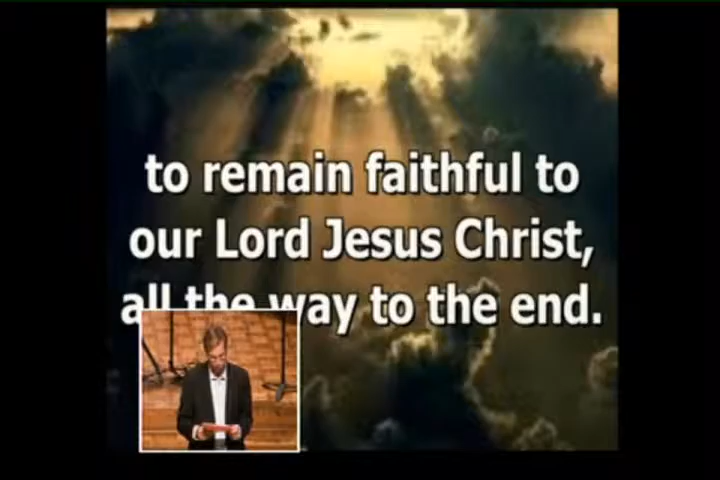 to remain faithful to
our Lord Jesus Christ,
all the way to the end.